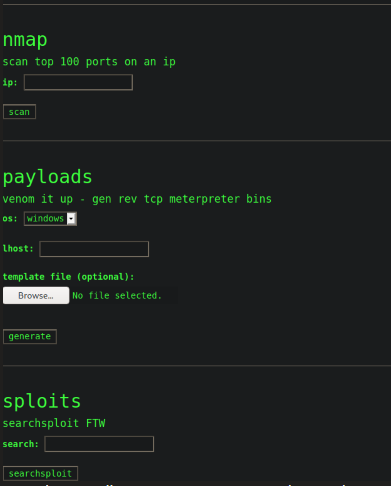 nmap
scan top 100 ports on an ip
ip:
scan
payloads
venom it up - gen rev tcp meterpreter bins
os: windows
lhost:
template file (optional):
Browse... No file selected.
generate
sploits
searchsploit FTW
search:
searchsploit